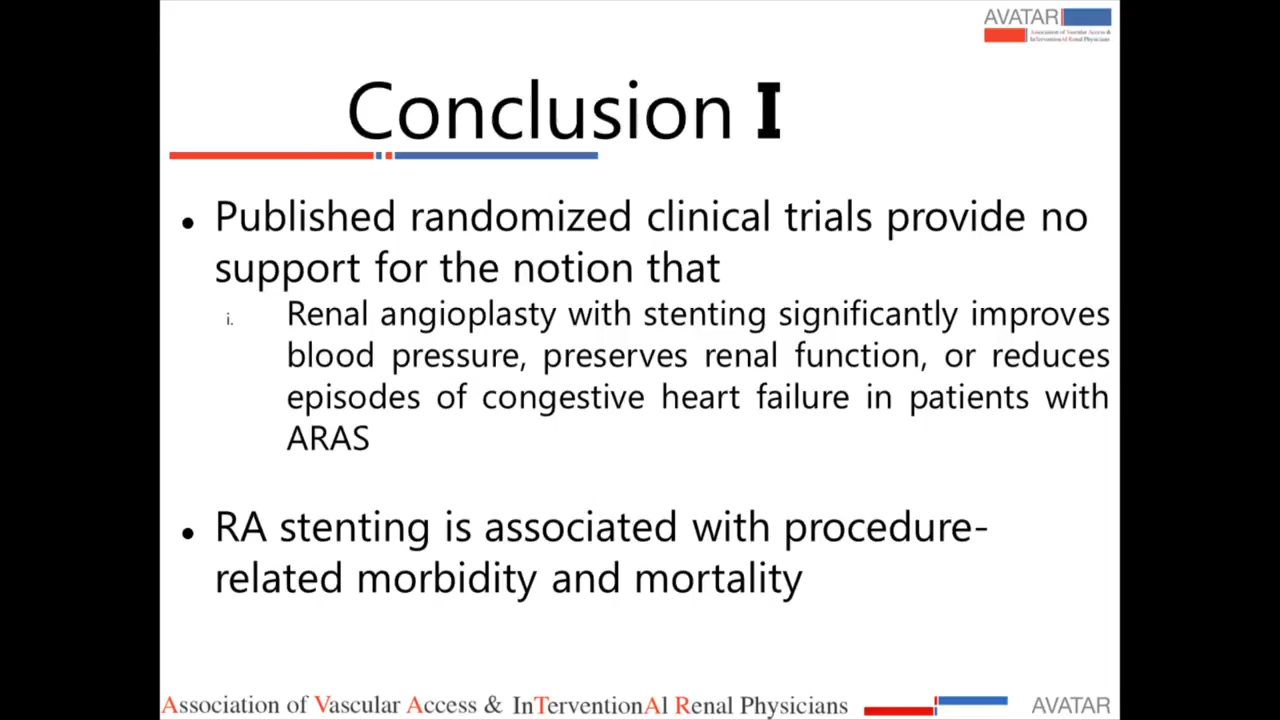 AVATAR
Association of Vascular Access &
InTerventionAl Renal Physicians
Conclusion I
• Published randomized clinical trials provide no
support for the notion that
i. Renal angioplasty with stenting significantly improves
blood pressure, preserves renal function, or reduces
episodes of congestive heart failure in patients with
ARAS
• RA stenting is associated with procedure-
related morbidity and mortality
Association of Vascular Access & InTerventionAl Renal Physicians
AVATAR